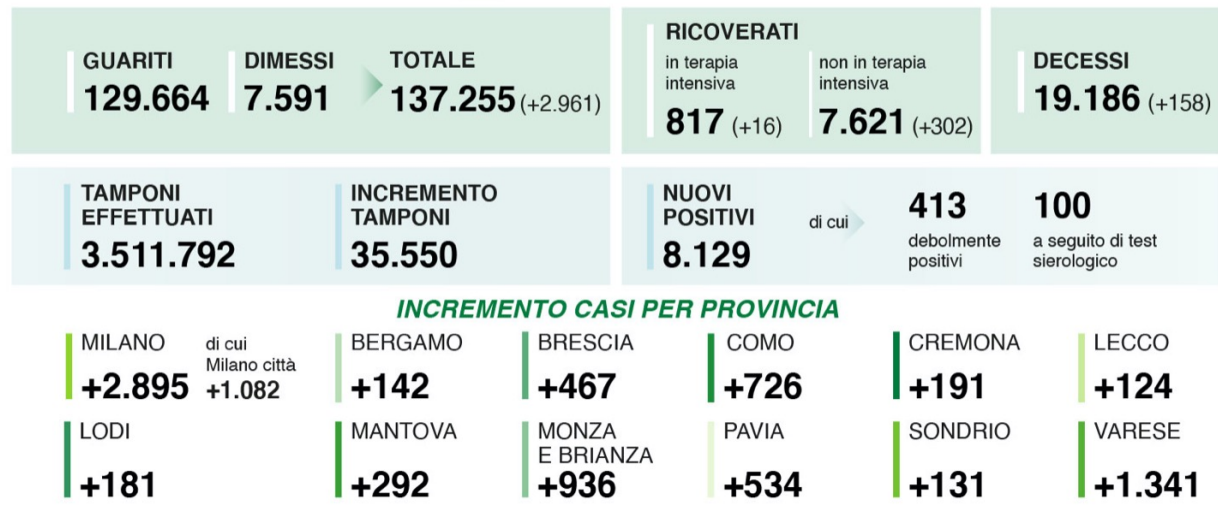 GUARITI
129.664
DIMESSI
7.591
TOTALE
137.255 (+2.961)
RICOVERATI
in terapia
intensiva
817 (+16)
non in terapia
intensiva
7.621 (+302)
DECESSI
19.186 (+158)
TAMPONI
EFFETTUATI
3.511.792
INCREMENTO
TAMPONI
35.550
NUOVI
POSITIVI
8.129
di cui
413
debolmente
positivi
100
a seguito di test
sierologico
INCREMENTO CASI PER PROVINCIA
MILANO
+2.895
di cui
Milano città
+1.082
BERGAMO
+142
BRESCIA
+467
COMO
+726
CREMONA
+191
LECCO
+124
LODI
+181
MANTOVA
+292
MONZA
E BRIANZA
+936
PAVIA
+534
SONDRIO
+131
VARESE
+1.341